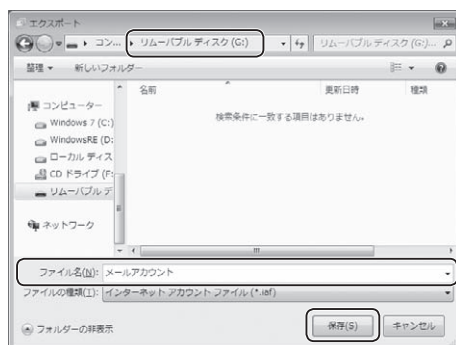 エクスポート
コン... ▸ リムーバブル ディスク (G:)
リムーバブル ディスク (G:)...
整理 ▼ 新しいフォルダー
名前 更新日時 種類
検索条件に一致する項目はありません。
コンピューター
Windows 7 (C:)
WindowsRE (D:
ローカル ディス
CD ドライブ (F:
リムーバブル デ
ネットワーク
ファイル名(N): メールアカウント
ファイルの種類(T): インターネット アカウント ファイル (*.iaf)
フォルダーの非表示
保存(S) キャンセル